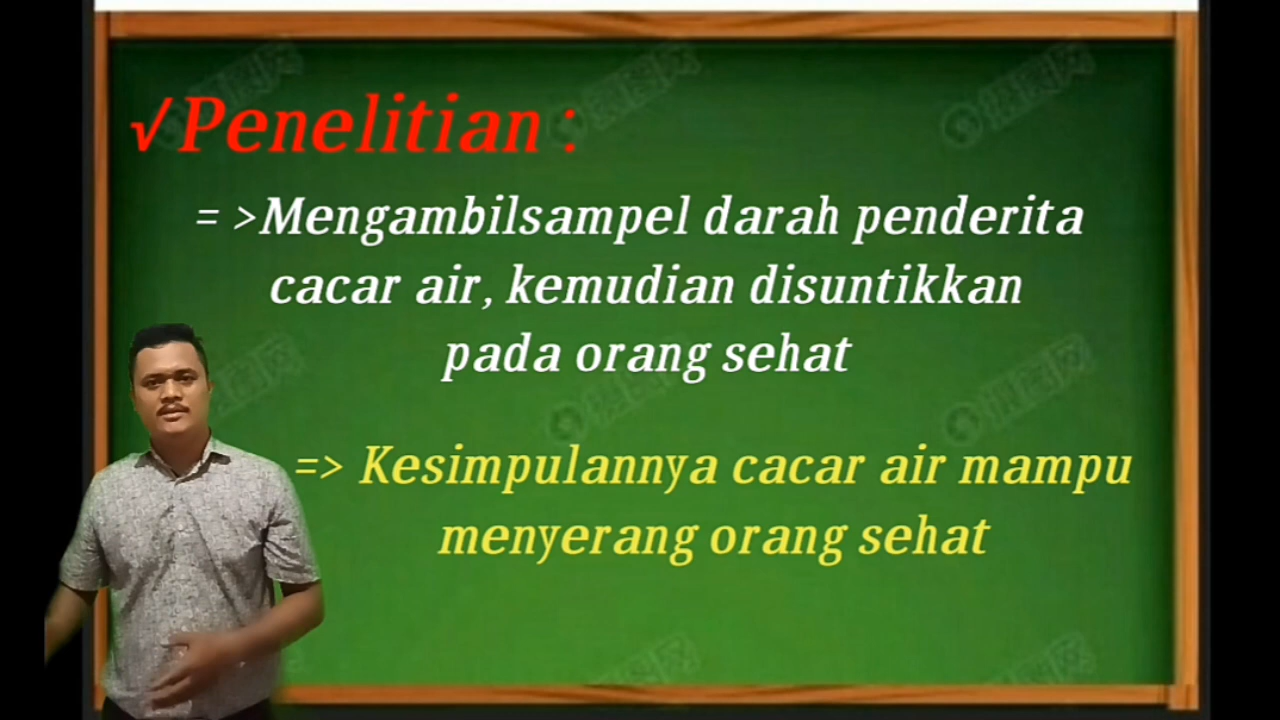 √Penelitian :
= >Mengambilsampel darah penderita
cacar air, kemudian disuntikkan
pada orang sehat
=> Kesimpulannya cacar air mampu
menyerang orang sehat